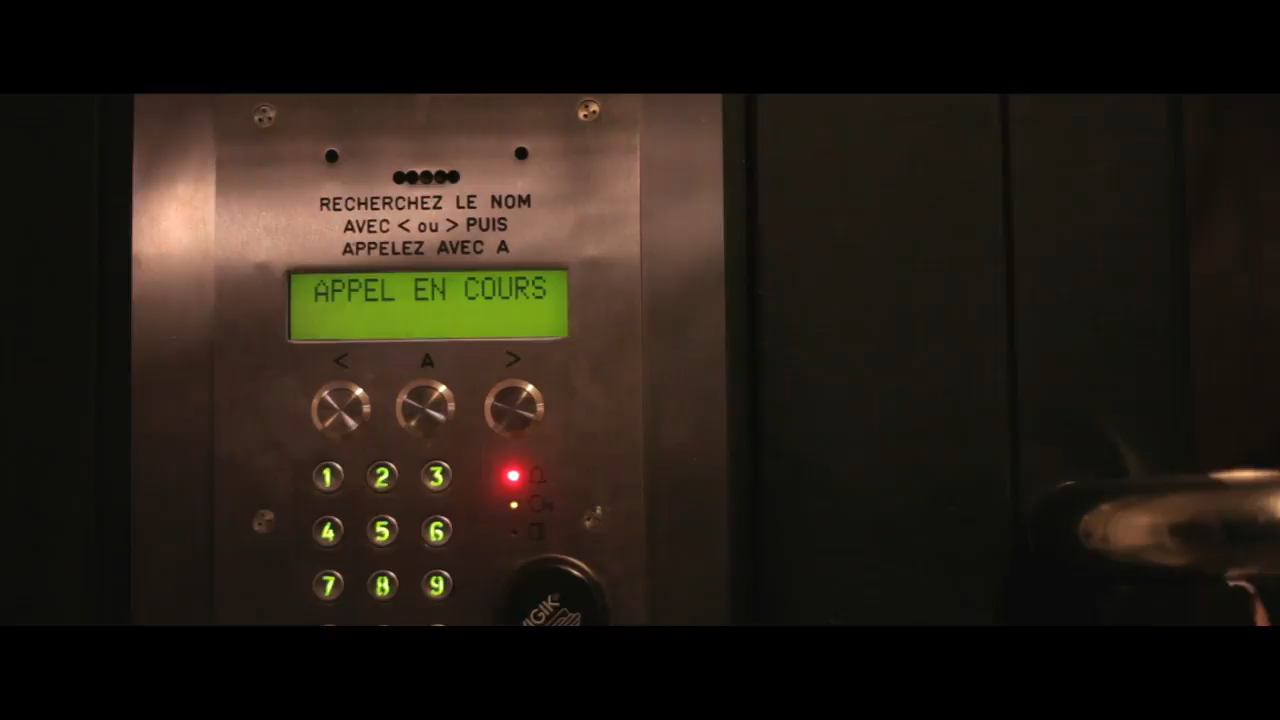 RECHERCHEZ LE NOM
AVEC < ou > PUIS
APPELEZ AVEC A
APPEL EN COURS
< A >
1 2 3
4 5 6
7 8 9